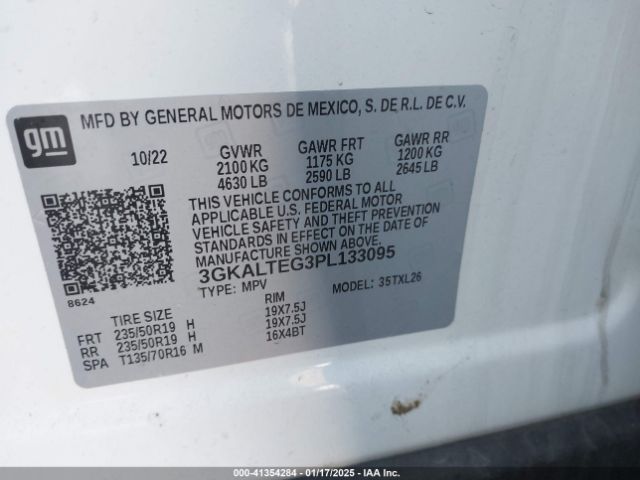 gm
MFD BY GENERAL MOTORS DE MEXICO, S. DE R.L. DE C.V.
10/22 GVWR GAWR FRT GAWR RR
2100 KG 1175 KG 1200 KG
4630 LB 2590 LB 2645 LB
THIS VEHICLE CONFORMS TO ALL
APPLICABLE U.S. FEDERAL MOTOR
VEHICLE SAFETY AND THEFT PREVENTION
STANDARDS IN EFFECT ON THE DATE OF
MANUFACTURE SHOWN ABOVE.
3GKALTEG3PL133095
8624
TYPE: MPV MODEL: 35TXL26
TIRE SIZE RIM
FRT 235/50R19 H 19X7.5J
RR 235/50R19 H 19X7.5J
SPA T135/70R16 M 16X4BT
000-41354284 - 01/17/2025 - IAA Inc.